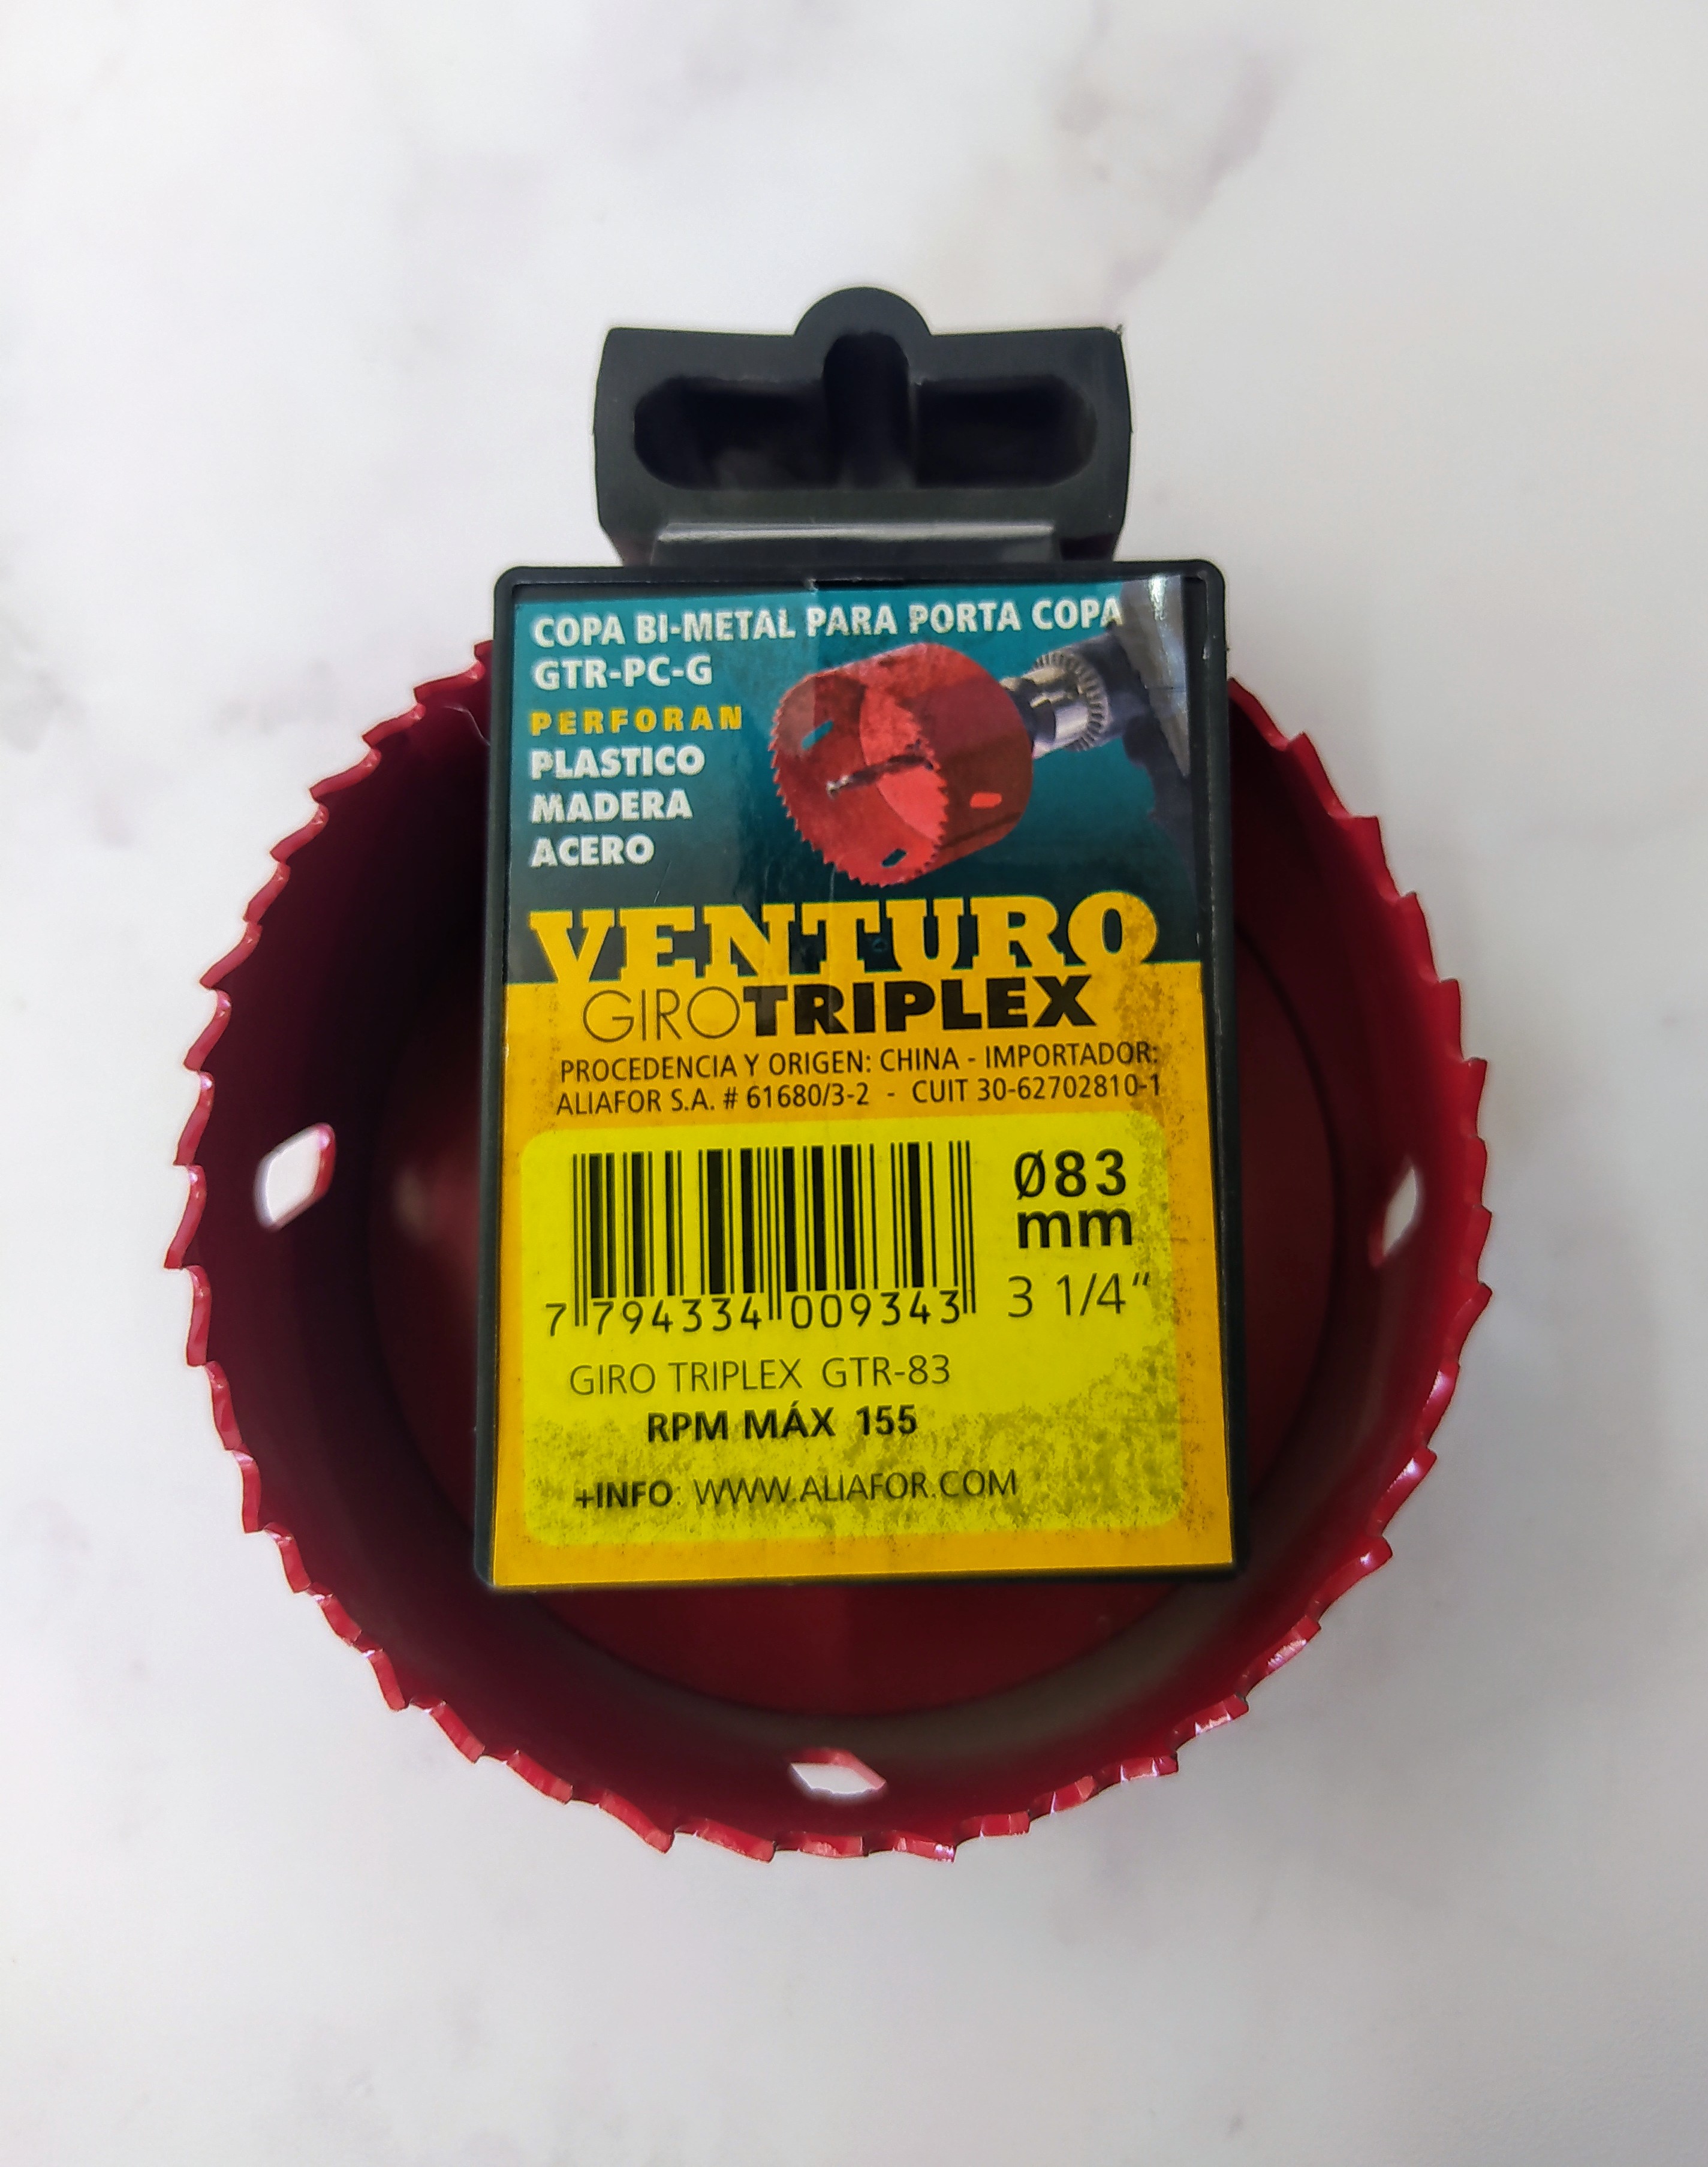 COPA BI-METAL PARA PORTA COPA
GTR-PC-G
PERFORAN
PLASTICO
MADERA
ACERO
VENTURO
GIROTRIPLEX
PROCEDENCIA Y ORIGEN: CHINA - IMPORTADOR:
ALIAFOR S.A. # 61680/3-2 - CUIT 30-62702810-1
Ø83
mm
3 1/4"
7 794334 009343
GIRO TRIPLEX GTR-83
RPM MÁX 155
+INFO: WWW.ALIAFOR.COM